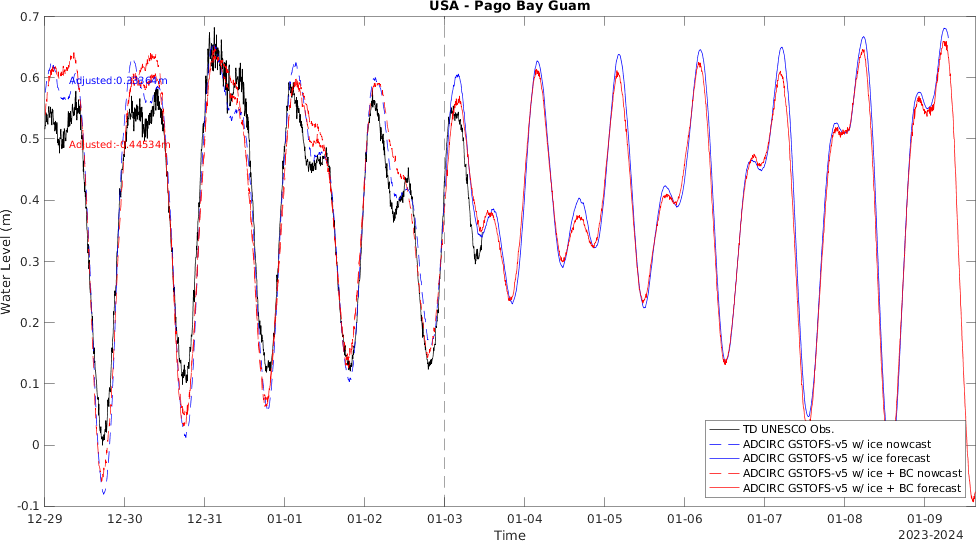 USA - Pago Bay Guam
0.7
0.6
0.5
0.4
0.3
0.2
0.1
0
-0.1
Water Level (m)
Adjusted:-0.44534m
TD UNESCO Obs.
ADCIRC GSTOFS-v5 w/ ice nowcast
ADCIRC GSTOFS-v5 w/ ice forecast
ADCIRC GSTOFS-v5 w/ ice + BC nowcast
ADCIRC GSTOFS-v5 w/ ice + BC forecast
12-29 12-30 12-31 01-01 01-02 01-03 01-04 01-05 01-06 01-07 01-08 01-09
Time
2023-2024